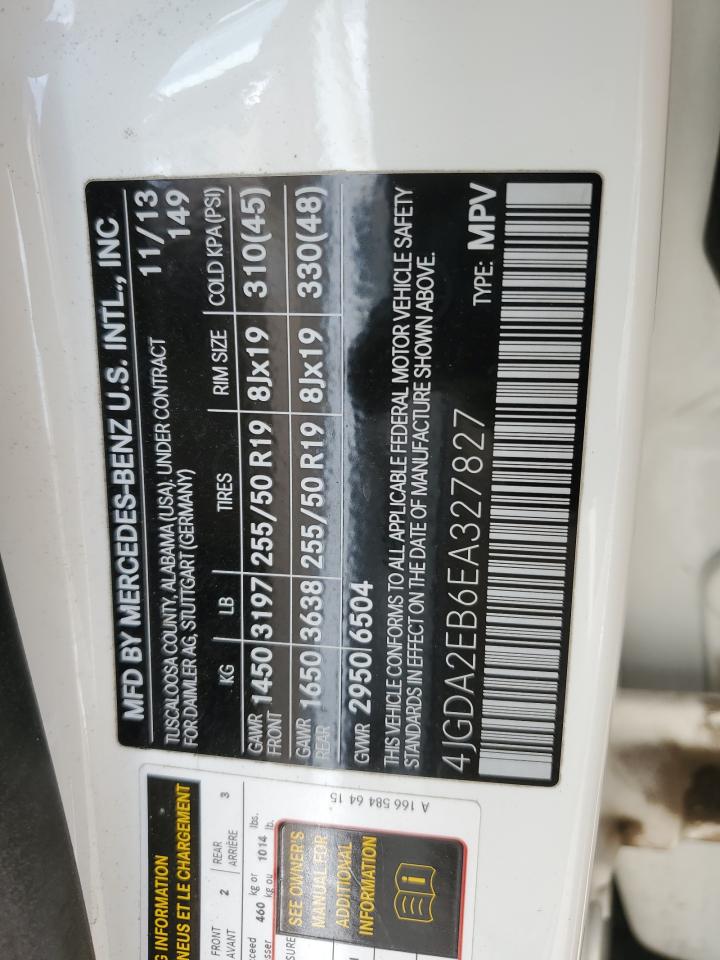 MFD BY MERCEDES-BENZ U.S. INTL., INC
TUSCALOOSA COUNTY, ALABAMA (USA). UNDER CONTRACT 11/13
FOR DAIMLER AG, STUTTGART (GERMANY) 149
KG LB TIRES RIM SIZE COLD KPA(PSI)
GAWR FRONT 1450 3197 255/50 R19 8Jx19 310(45)
GAWR REAR 1650 3638 255/50 R19 8Jx19 330(48)
GVWR 2950 6504
THIS VEHICLE CONFORMS TO ALL APPLICABLE FEDERAL MOTOR VEHICLE SAFETY
STANDARDS IN EFFECT ON THE DATE OF MANUFACTURE SHOWN ABOVE.
4JGDA2EB6EA327827 TYPE: MPV
INFORMATION
NEUS ET LE CHARGEMENT
FRONT 2 REAR 3
AVANT ARRIÈRE
460 kg or 1014 lbs.
kg ou lb.
SEE OWNER'S
MANUAL FOR
ADDITIONAL
INFORMATION
A 166 584 64 15